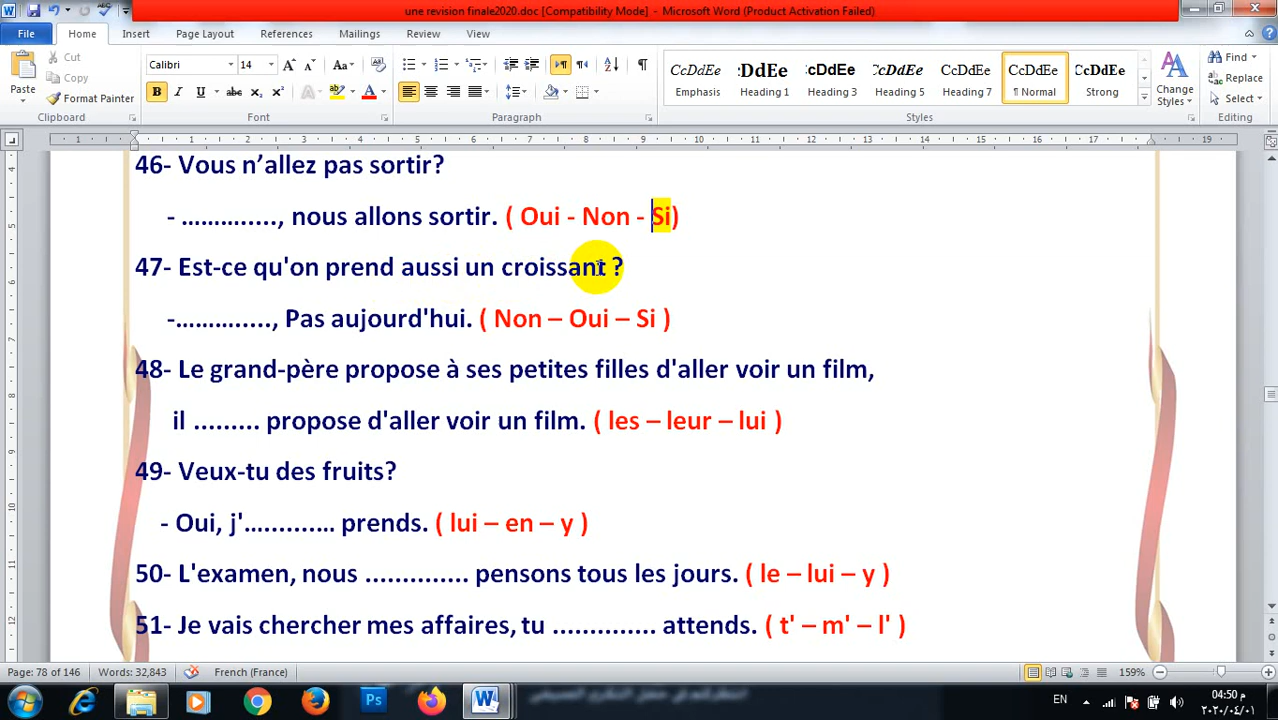 une revision finale2020.doc [Compatibility Mode] - Microsoft Word (Product Activation Failed)
File Home Insert Page Layout References Mailings Review View
Paste
Cut
Copy
Format Painter
Clipboard
Calibri 14
Font
Paragraph
CcDdEe :DdEe cDdEe CcDdEe CcDdEe CcDdEe :DdEe
Emphasis Heading 1 Heading 3 Heading 5 Heading 7 ¶ Normal Strong
Styles
Change Styles
Find
Replace
Select
Editing
46- Vous n’allez pas sortir?
- ..............., nous allons sortir. ( Oui - Non - Si)
47- Est-ce qu'on prend aussi un croissant ?
-..............., Pas aujourd'hui. ( Non – Oui – Si )
48- Le grand-père propose à ses petites filles d'aller voir un film,
il ......... propose d'aller voir un film. ( les – leur – lui )
49- Veux-tu des fruits?
- Oui, j'.............. prends. ( lui – en – y )
50- L'examen, nous .............. pensons tous les jours. ( le – lui – y )
51- Je vais chercher mes affaires, tu .............. attends. ( t' – m' – l' )
Page: 78 of 146 Words: 32,843 French (France) 159%
EN 04:50 م
٢٠٢٠/٠٤/٠١